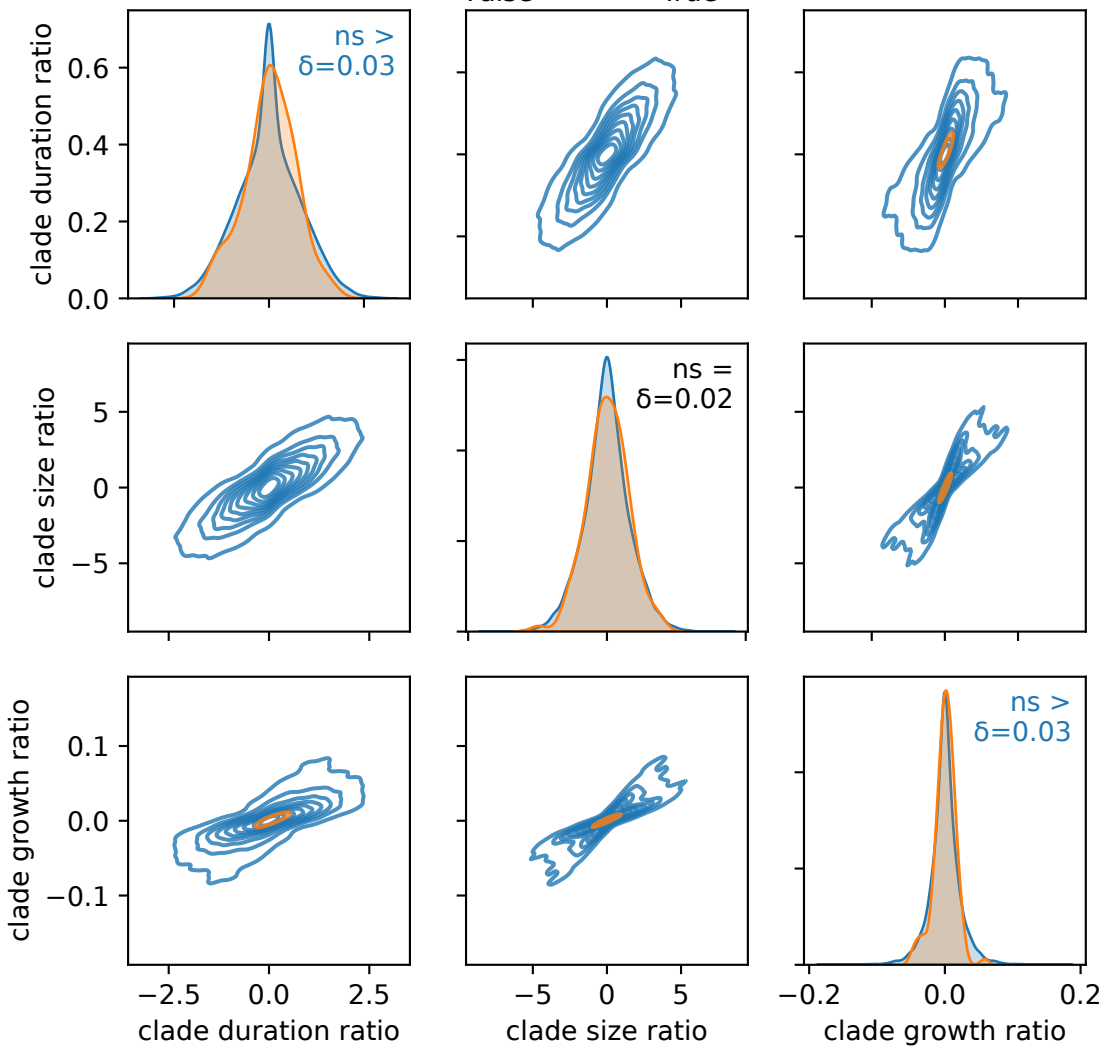 clade duration ratio
0.6
0.4
0.2
0.0
ns >
δ=0.03
−5
0
5
clade size ratio
5
0
−5
ns =
δ=0.02
clade growth ratio
0.1
0.0
−0.1
ns >
δ=0.03
−2.5
0.0
2.5
clade duration ratio
−5
0
5
clade size ratio
−0.2
0.0
0.2
clade growth ratio